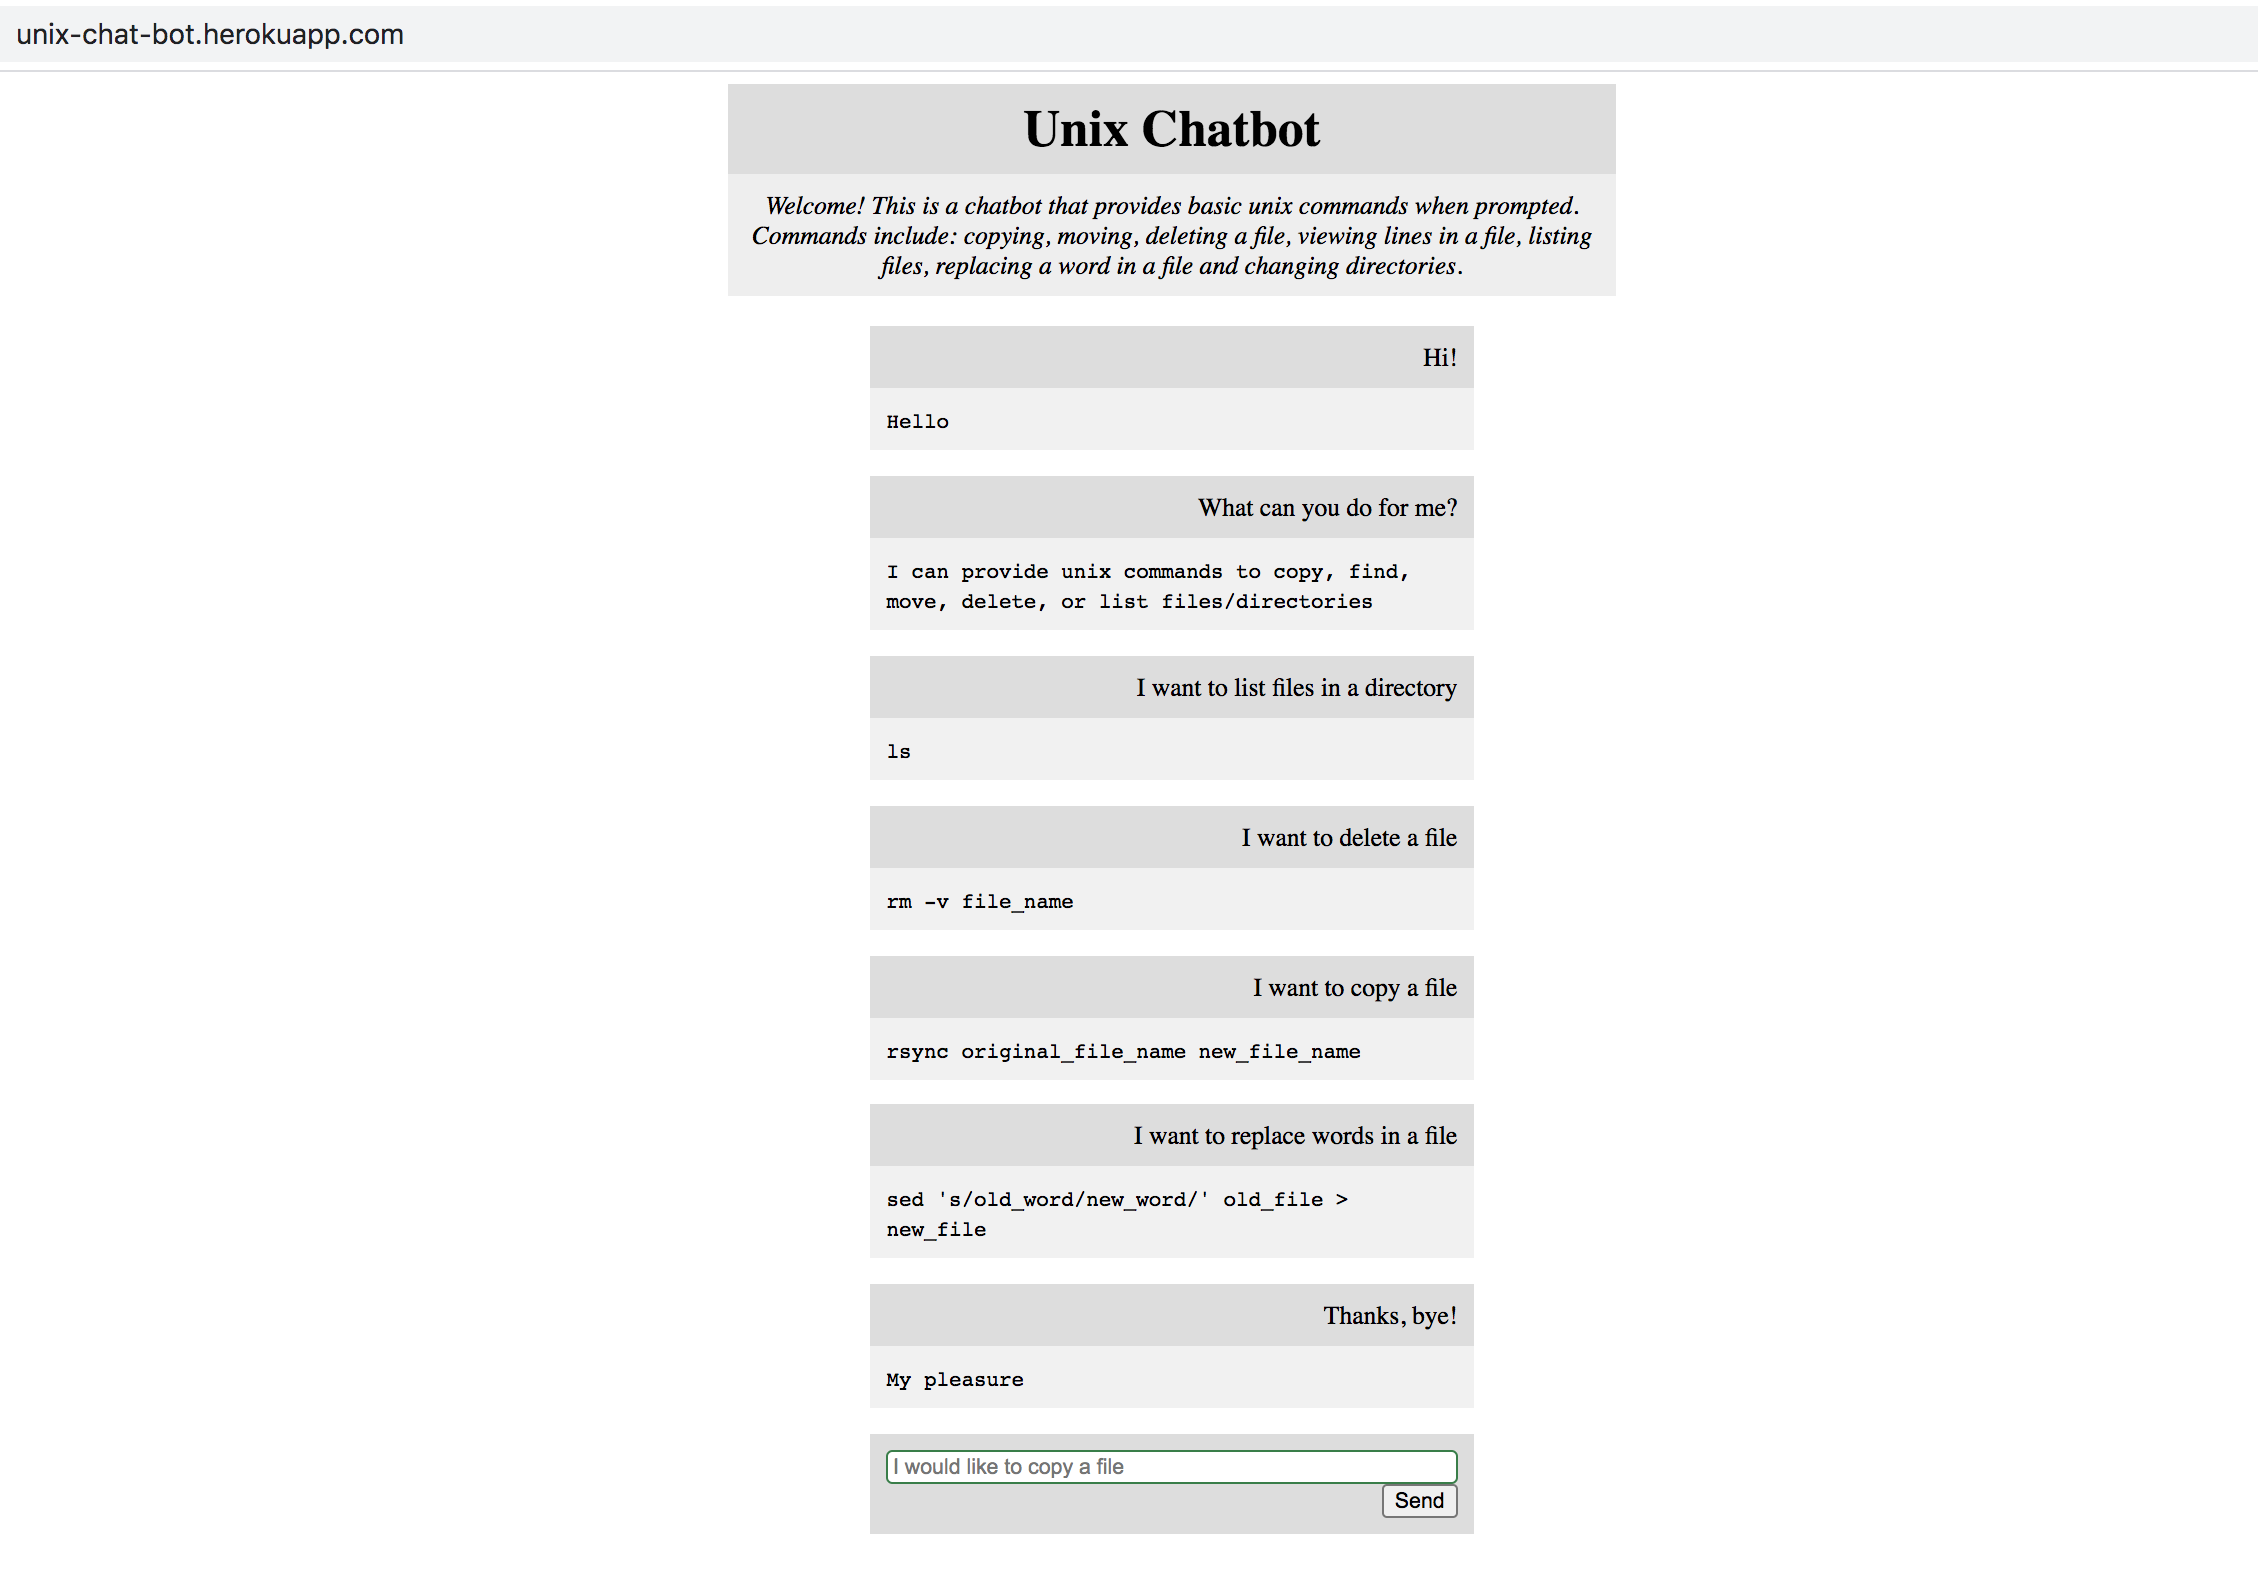 unix-chat-bot.herokuapp.com
Unix Chatbot
Welcome! This is a chatbot that provides basic unix commands when prompted.
Commands include: copying, moving, deleting a file, viewing lines in a file, listing
files, replacing a word in a file and changing directories.
Hi!
Hello
What can you do for me?
I can provide unix commands to copy, find,
move, delete, or list files/directories
I want to list files in a directory
ls
I want to delete a file
rm -v file_name
I want to copy a file
rsync original_file_name new_file_name
I want to replace words in a file
sed 's/old_word/new_word/' old_file >
new_file
Thanks, bye!
My pleasure
I would like to copy a file
Send